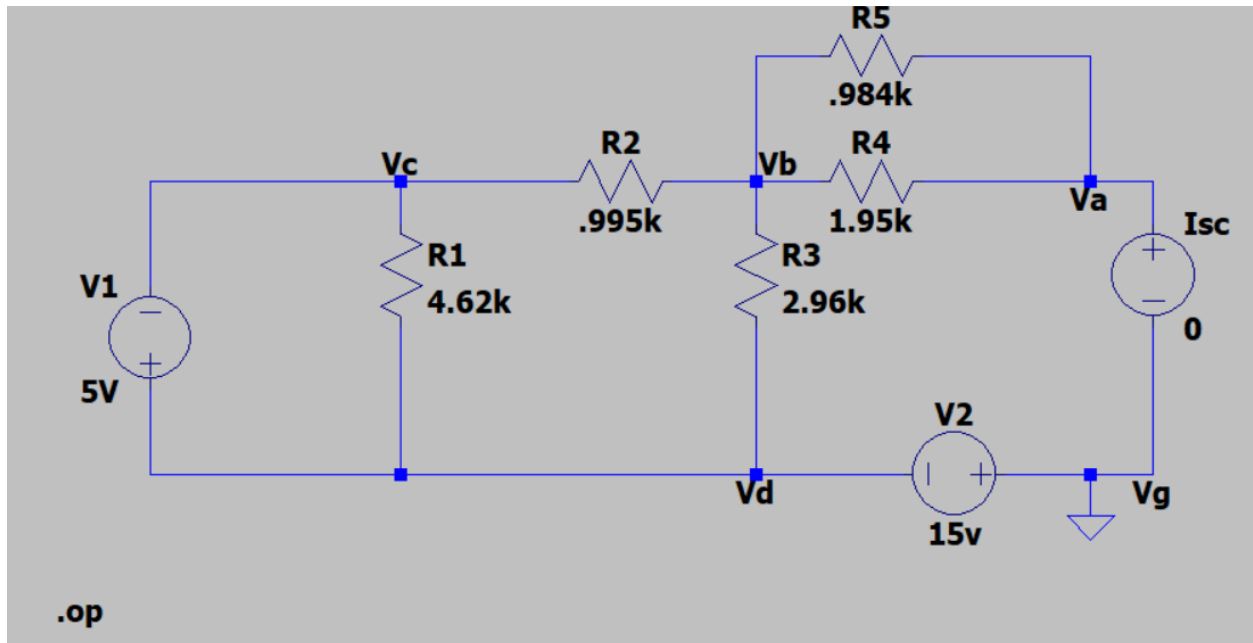 R5
.984k
R2
Vc
Vb
R4
.995k
1.95k
Va
Isc
R1
R3
V1
4.62k
2.96k
0
5V
V2
Vd
Vg
15v
.op